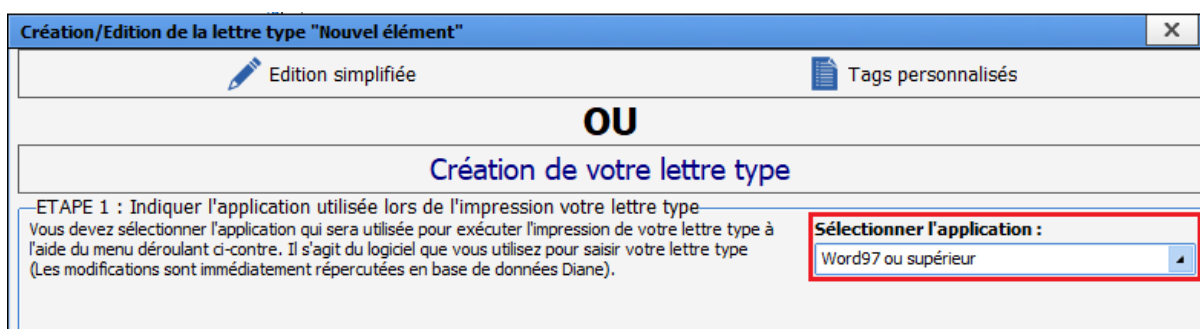 Création/Edition de la lettre type "Nouvel élément"
X
Edition simplifiée
Tags personnalisés
OU
Création de votre lettre type
ETAPE 1 : Indiquer l'application utilisée lors de l'impression votre lettre type
Vous devez sélectionner l'application qui sera utilisée pour exécuter l'impression de votre lettre type à
l'aide du menu déroulant ci-contre. Il s'agit du logiciel que vous utilisez pour saisir votre lettre type
(Les modifications sont immédiatement répercutées en base de données Diane).
Sélectionner l'application :
Word97 ou supérieur